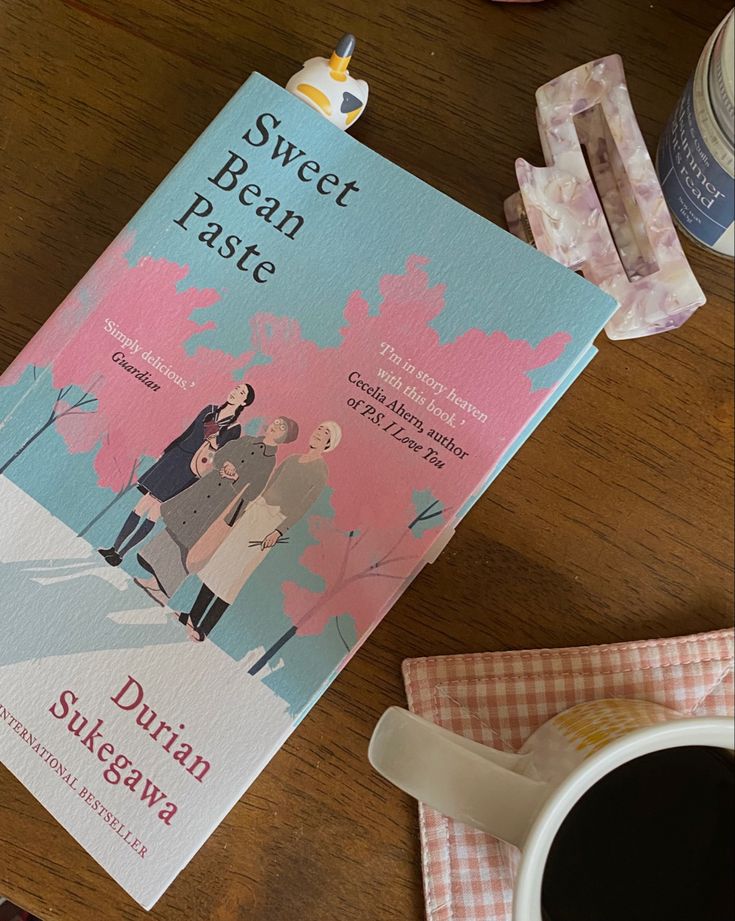 Sweet
Bean
Paste
'Simply delicious.'
Guardian
'I'm in story heaven
with this book.'
Cecelia Ahern, author
of P.S. I Love You
Durian
Sukegawa
INTERNATIONAL BESTSELLER
read